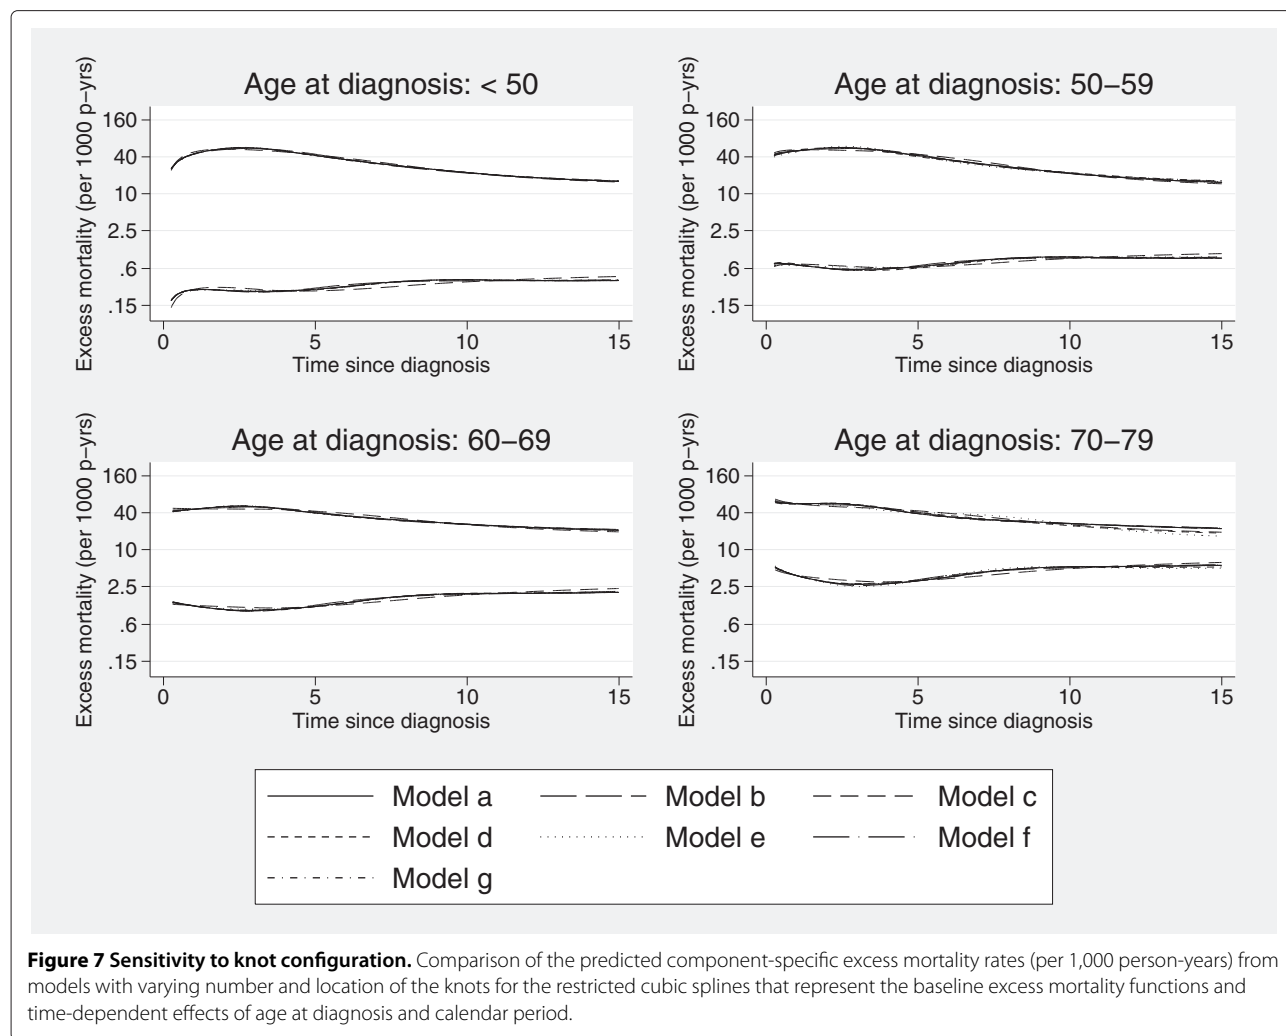 Age at diagnosis: < 50
Excess mortality (per 1000 p−yrs)
160
40
10
2.5
.6
.15
0
5
10
15
Time since diagnosis
Age at diagnosis: 50−59
Excess mortality (per 1000 p−yrs)
160
40
10
2.5
.6
.15
0
5
10
15
Time since diagnosis
Age at diagnosis: 60−69
Excess mortality (per 1000 p−yrs)
160
40
10
2.5
.6
.15
0
5
10
15
Time since diagnosis
Age at diagnosis: 70−79
Excess mortality (per 1000 p−yrs)
160
40
10
2.5
.6
.15
0
5
10
15
Time since diagnosis
Model a Model b Model c
Model d Model e Model f
Model g
Figure 7 Sensitivity to knot configuration. Comparison of the predicted component-specific excess mortality rates (per 1,000 person-years) from
models with varying number and location of the knots for the restricted cubic splines that represent the baseline excess mortality functions and
time-dependent effects of age at diagnosis and calendar period.